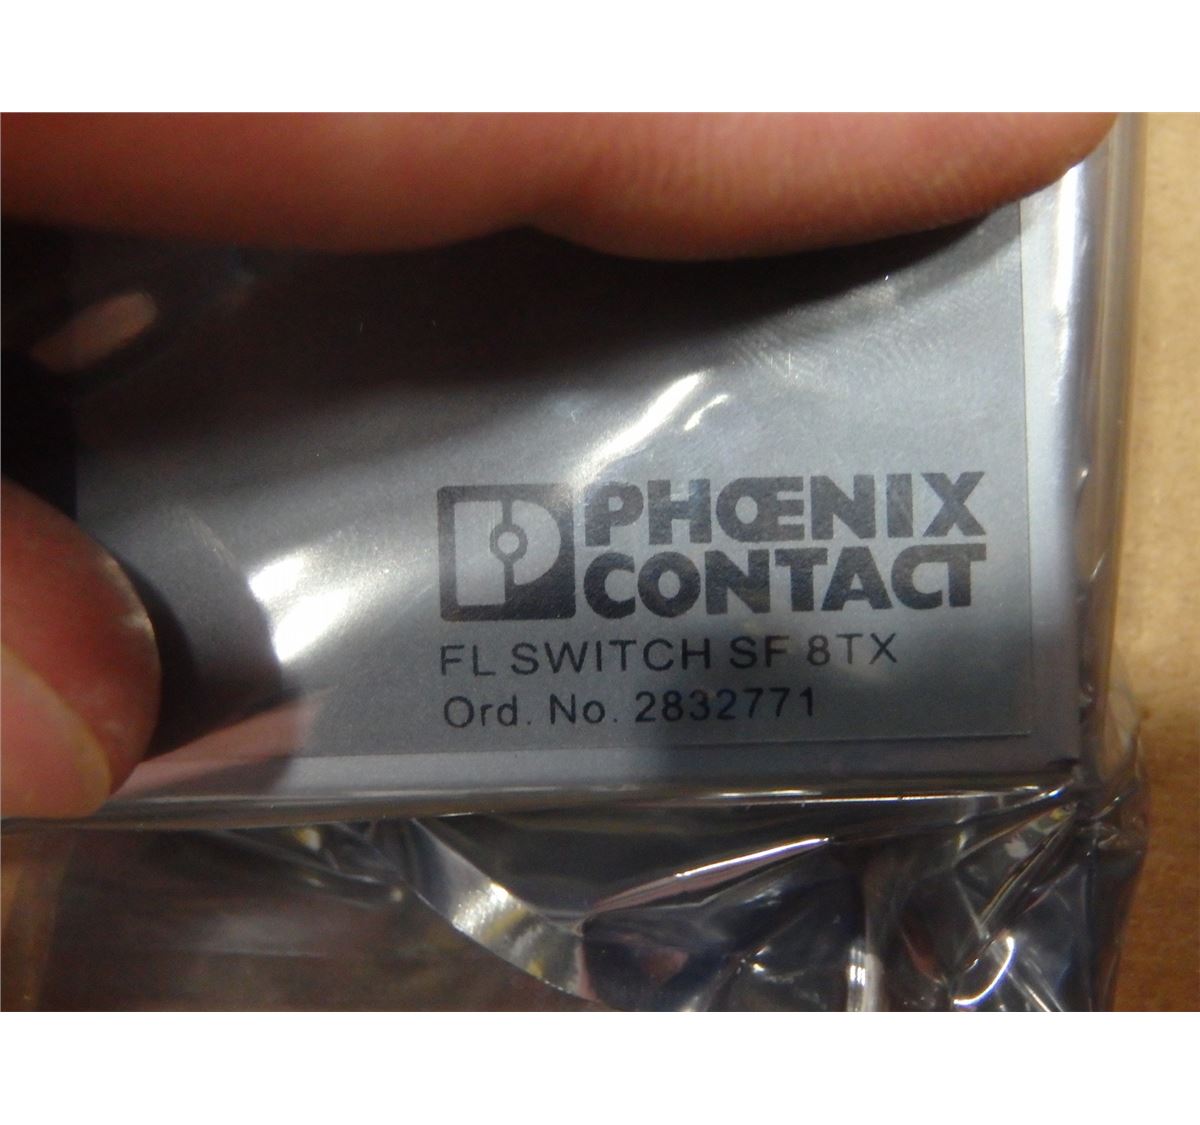 PHŒNIX
CONTACT
FL SWITCH SF 8TX
Ord. No. 2832771